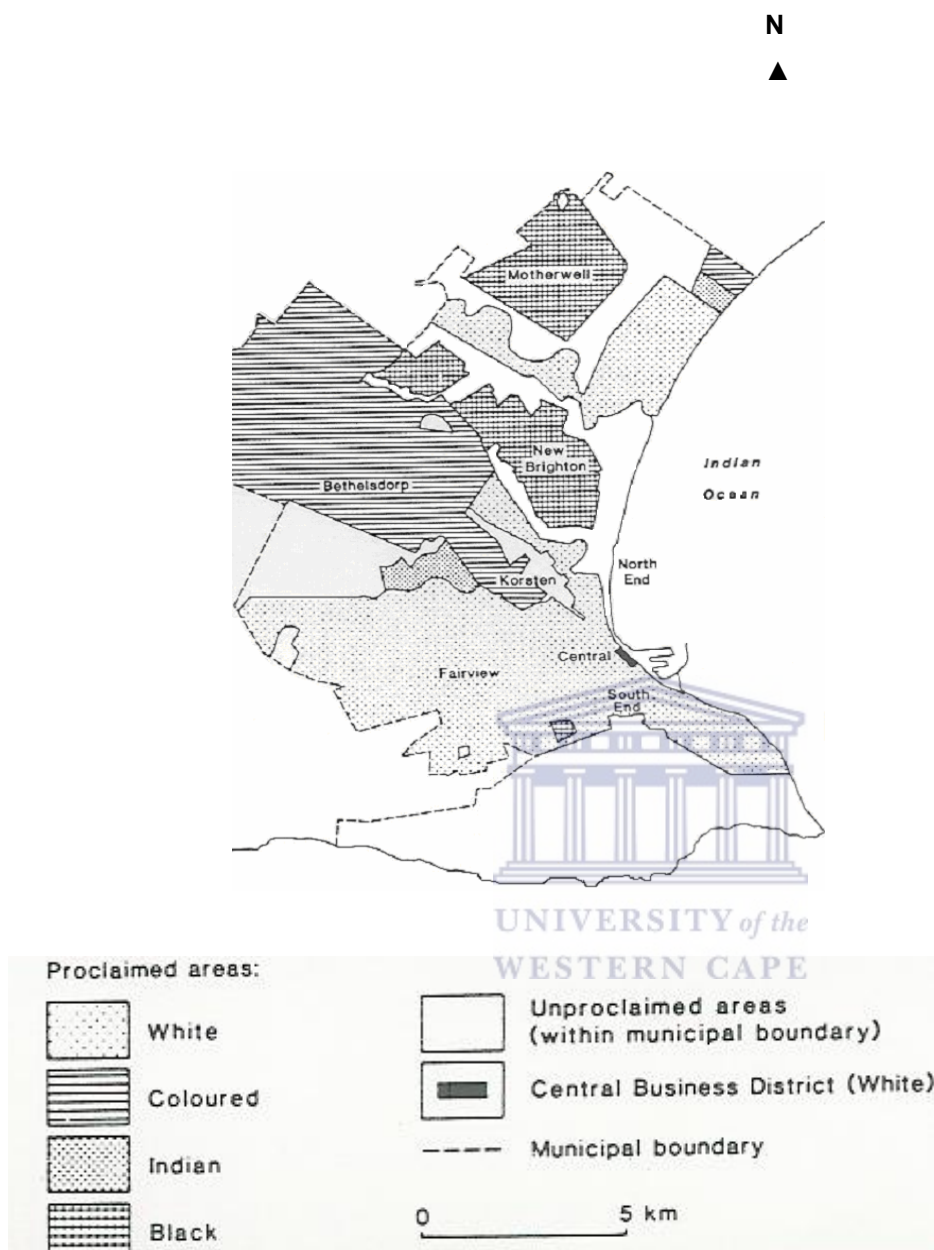 N
Motherwell
New
Brighton
Indian
Ocean
Bethelsdorp
North
End
Korsten
Central
Fairview
South
End
UNIVERSITY of the
WESTERN CAPE
Proclaimed areas:
White
Coloured
Indian
Black
Unproclaimed areas
(within municipal boundary)
Central Business District (White)
Municipal boundary
0 5 km